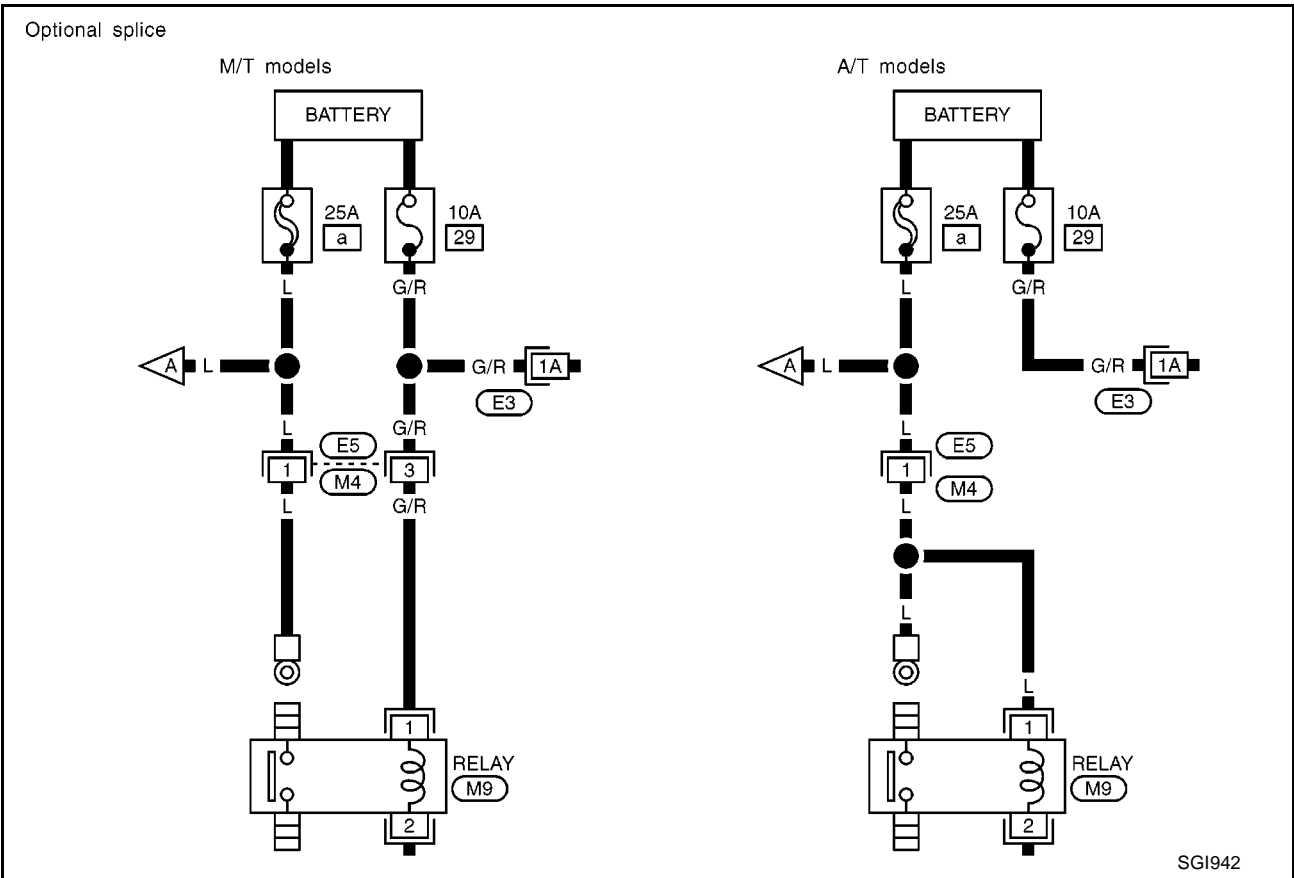 Optional splice
M/T models
BATTERY
25A
a
10A
29
L
G/R
A
L
G/R
1A
E3
L
G/R
E5
1
3
M4
L
G/R
1
RELAY
M9
2
A/T models
BATTERY
25A
a
10A
29
L
G/R
A
L
G/R
1A
E3
L
E5
1
M4
L
L
L
1
RELAY
M9
2
SGI942